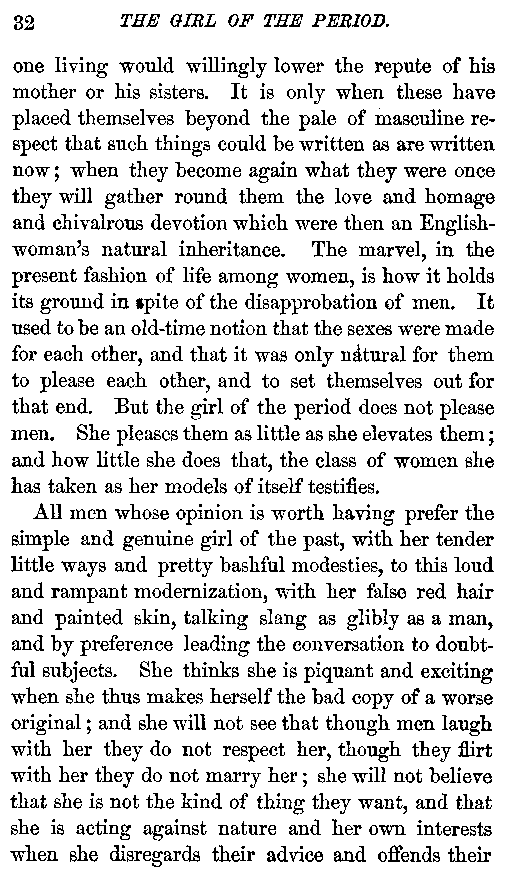 32 THE GIRL OF THE PERIOD.
one living would willingly lower the repute of his
mother or his sisters. It is only when these have
placed themselves beyond the pale of masculine re-
spect that such things could be written as are written
now; when they become again what they were once
they will gather round them the love and homage
and chivalrous devotion which were then an English-
woman's natural inheritance. The marvel, in the
present fashion of life among women, is how it holds
its ground in spite of the disapprobation of men. It
used to be an old-time notion that the sexes were made
for each other, and that it was only natural for them
to please each other, and to set themselves out for
that end. But the girl of the period does not please
men. She pleases them as little as she elevates them;
and how little she does that, the class of women she
has taken as her models of itself testifies.
All men whose opinion is worth having prefer the
simple and genuine girl of the past, with her tender
little ways and pretty bashful modesties, to this loud
and rampant modernization, with her false red hair
and painted skin, talking slang as glibly as a man,
and by preference leading the conversation to doubt-
ful subjects. She thinks she is piquant and exciting
when she thus makes herself the bad copy of a worse
original; and she will not see that though men laugh
with her they do not respect her, though they flirt
with her they do not marry her; she will not believe
that she is not the kind of thing they want, and that
she is acting against nature and her own interests
when she disregards their advice and offends their